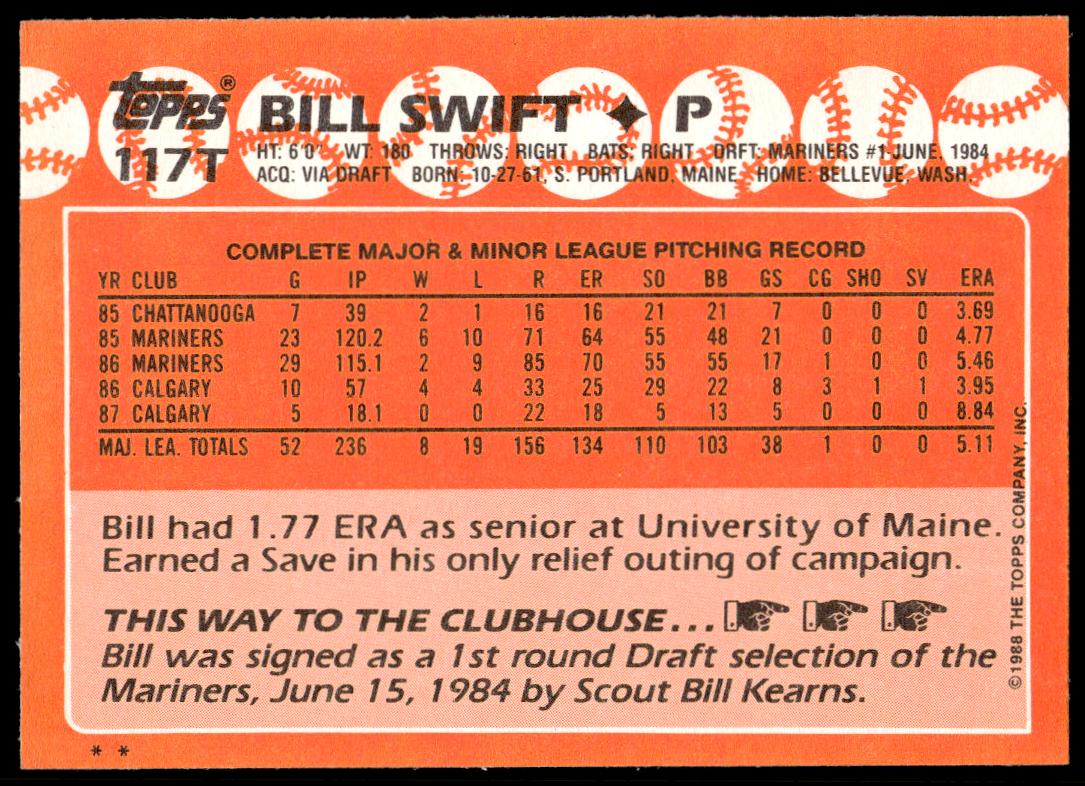 topps®
BILL SWIFT ✦ P
117T
HT: 6'0" WT: 180 THROWS: RIGHT BATS: RIGHT DRFT: MARINERS #1-JUNE, 1984
ACQ: VIA DRAFT BORN: 10-27-61, S. PORTLAND, MAINE HOME: BELLEVUE, WASH.
COMPLETE MAJOR & MINOR LEAGUE PITCHING RECORD
YR CLUB G IP W L R ER SO BB GS CG SHO SV ERA
85 CHATTANOOGA 7 39 2 1 16 16 21 21 7 0 0 0 3.69
85 MARINERS 23 120.2 6 10 71 64 55 48 21 0 0 0 4.77
86 MARINERS 29 115.1 2 9 85 70 55 55 17 1 0 0 5.46
86 CALGARY 10 57 4 4 33 25 29 22 8 3 1 1 3.95
87 CALGARY 5 18.1 0 0 22 18 5 13 5 0 0 0 8.84
MAJ. LEA. TOTALS 52 236 8 19 156 134 110 103 38 1 0 0 5.11
Bill had 1.77 ERA as senior at University of Maine.
Earned a Save in his only relief outing of campaign.
THIS WAY TO THE CLUBHOUSE...
Bill was signed as a 1st round Draft selection of the
Mariners, June 15, 1984 by Scout Bill Kearns.
©1988 THE TOPPS COMPANY, INC.
* *